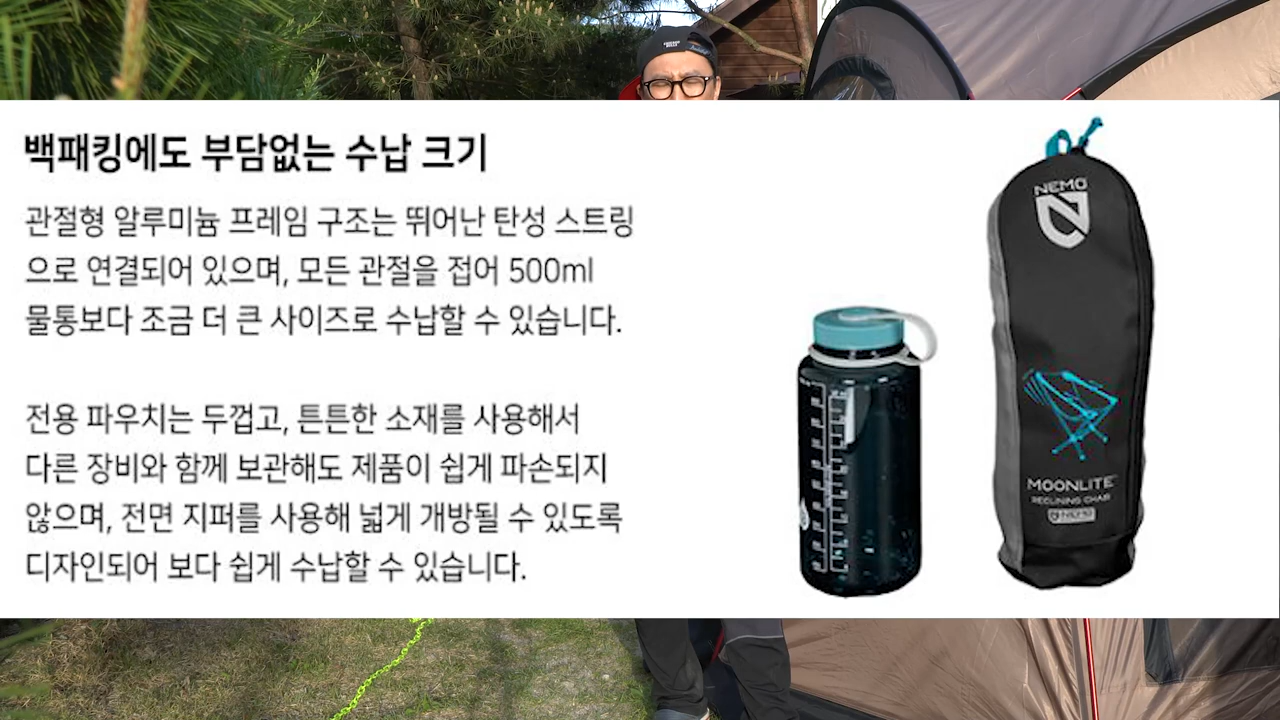 백패킹에도 부담없는 수납 크기
관절형 알루미늄 프레임 구조는 뛰어난 탄성 스트링
으로 연결되어 있으며, 모든 관절을 접어 500ml
물통보다 조금 더 큰 사이즈로 수납할 수 있습니다.
전용 파우치는 두껍고, 튼튼한 소재를 사용해서
다른 장비와 함께 보관해도 제품이 쉽게 파손되지
않으며, 전면 지퍼를 사용해 넓게 개방될 수 있도록
디자인되어 보다 쉽게 수납할 수 있습니다.
NEMO
MOONLITE
RECLINING CHAIR
NEMO